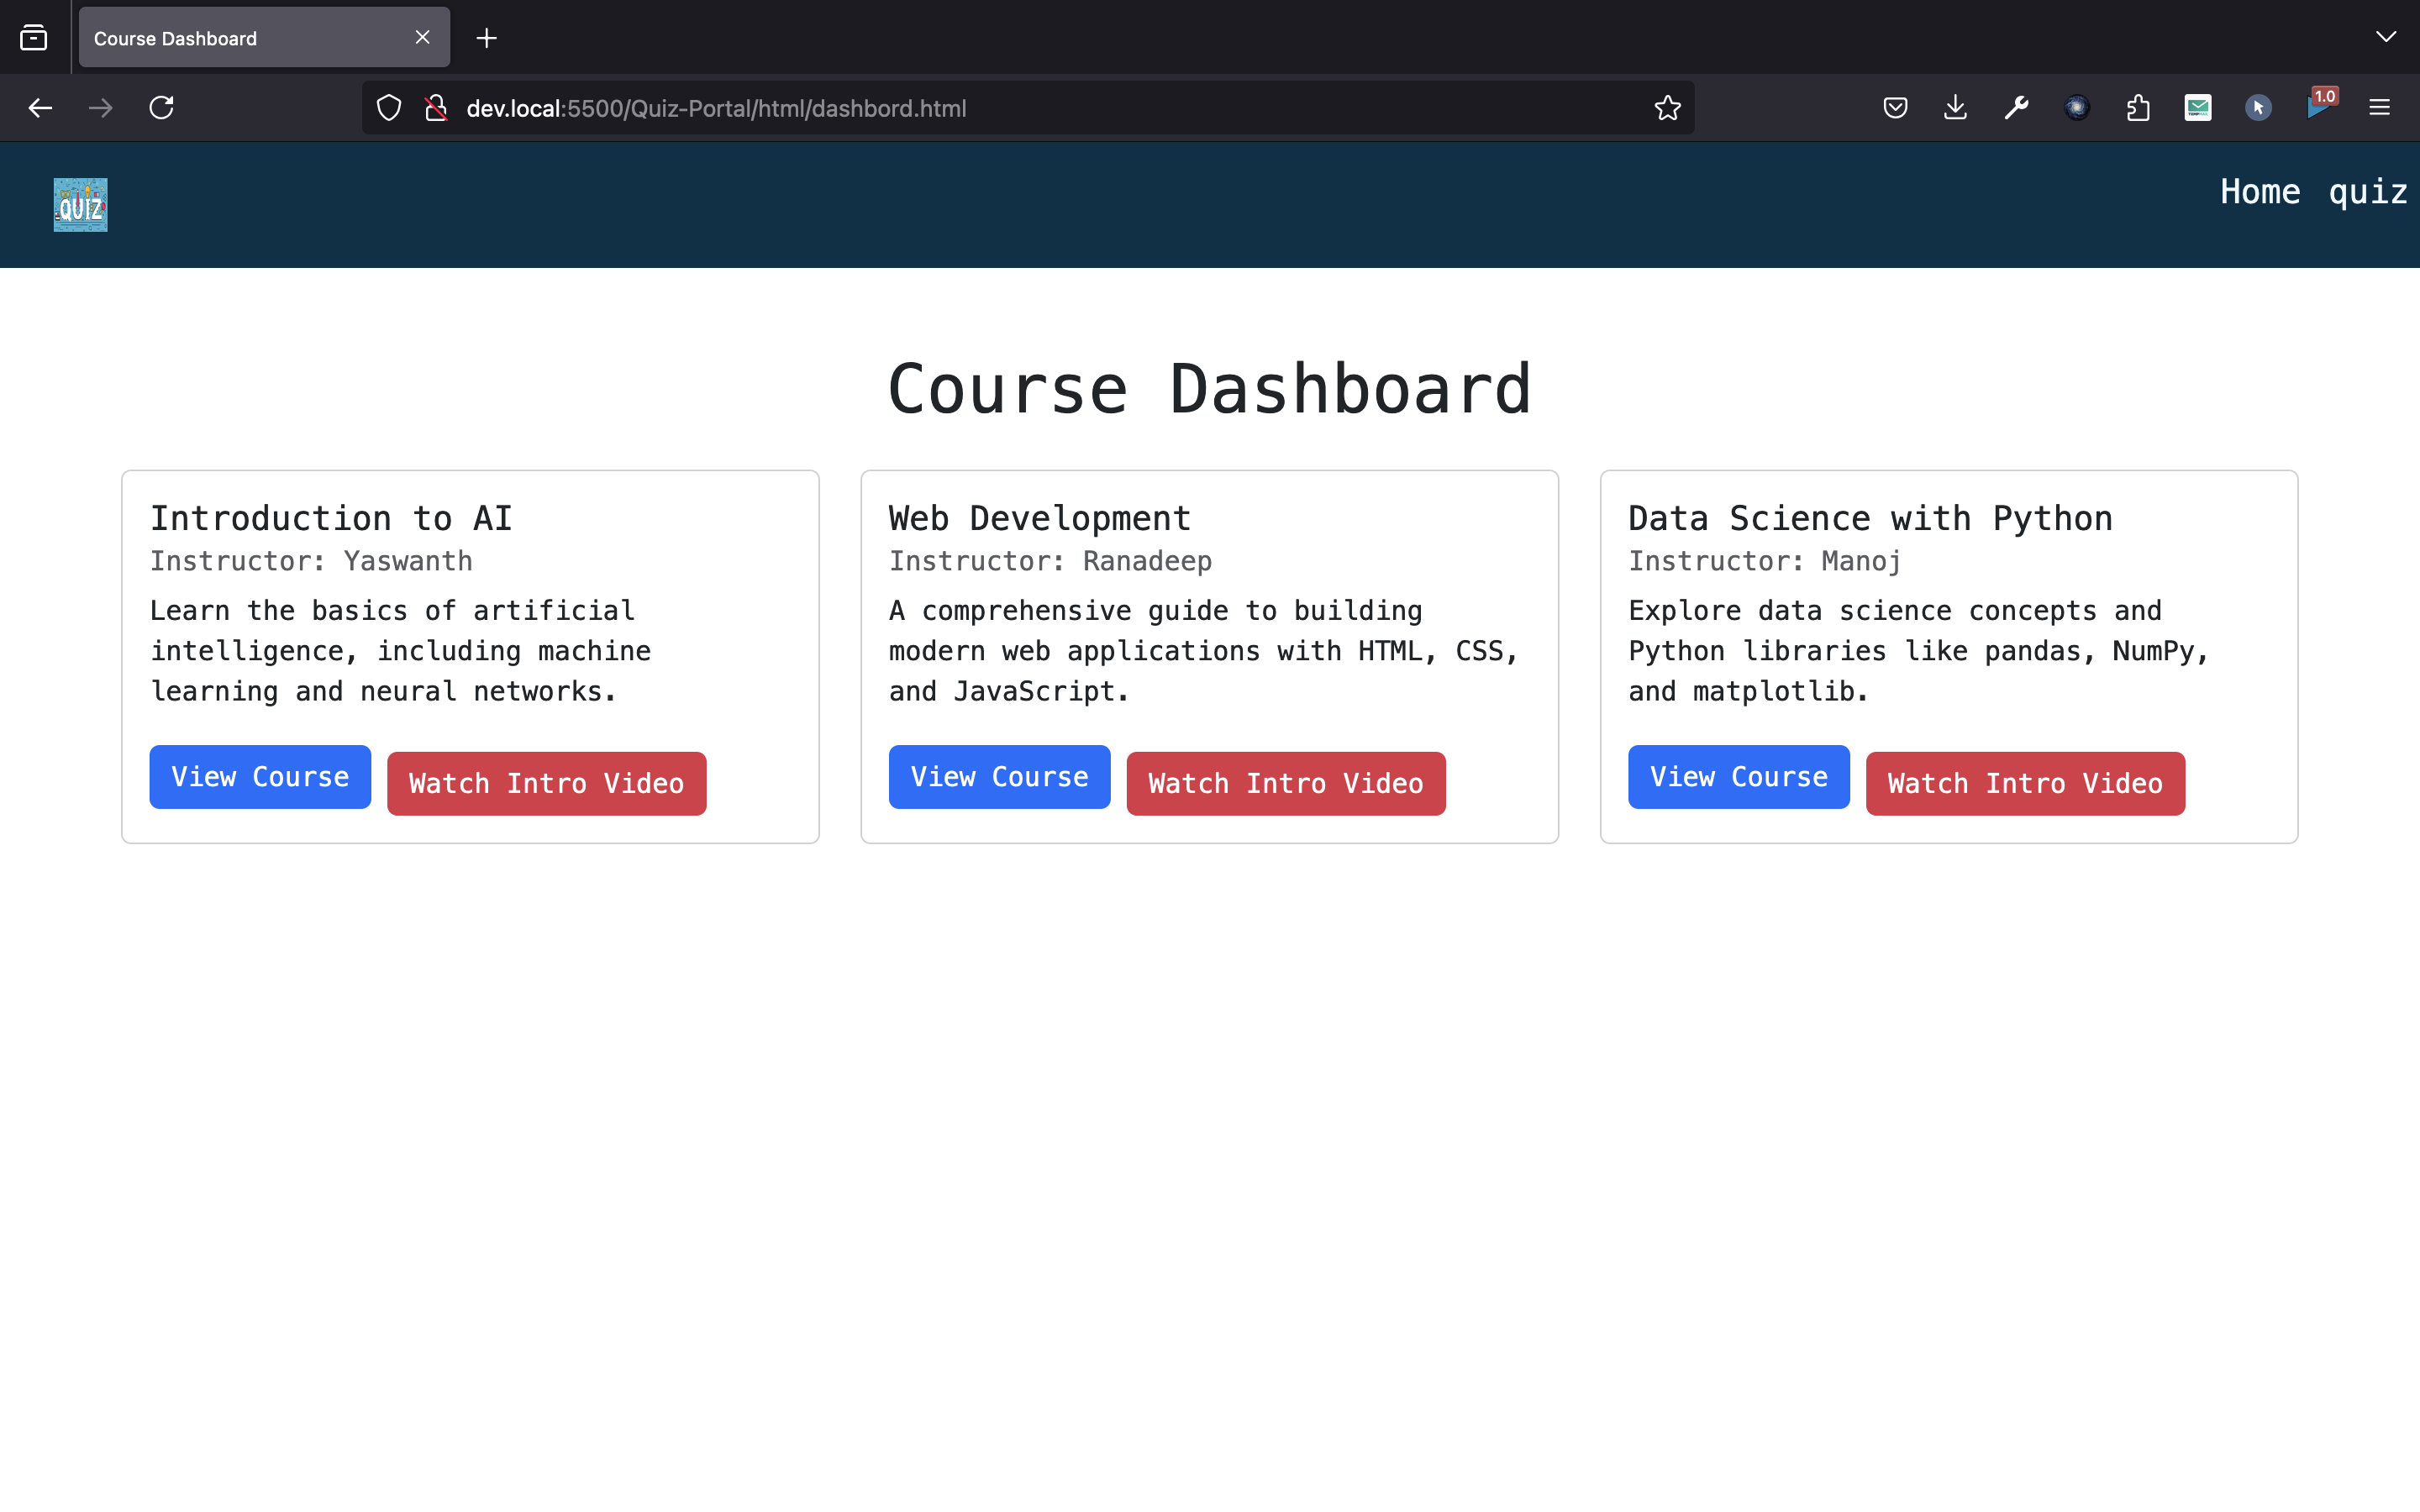 Course Dashboard
dev.local:5500/Quiz-Portal/html/dashbord.html
1.0
QUIZ
Home quiz
Course Dashboard
Introduction to AI
Instructor: Yaswanth
Learn the basics of artificial
intelligence, including machine
learning and neural networks.
View Course
Watch Intro Video
Web Development
Instructor: Ranadeep
A comprehensive guide to building
modern web applications with HTML, CSS,
and JavaScript.
View Course
Watch Intro Video
Data Science with Python
Instructor: Manoj
Explore data science concepts and
Python libraries like pandas, NumPy,
and matplotlib.
View Course
Watch Intro Video